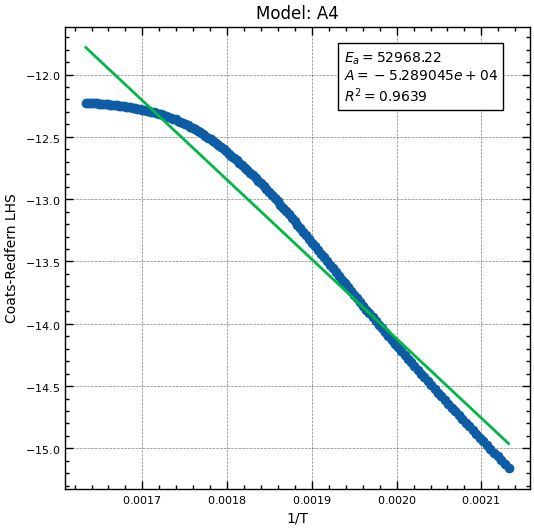 Model: A4
E_a = 52968.22
A = −5.289045e + 04
R^2 = 0.9639
−12.0
−12.5
−13.0
−13.5
−14.0
−14.5
−15.0
Coats-Redfern LHS
0.0017 0.0018 0.0019 0.0020 0.0021
1/T